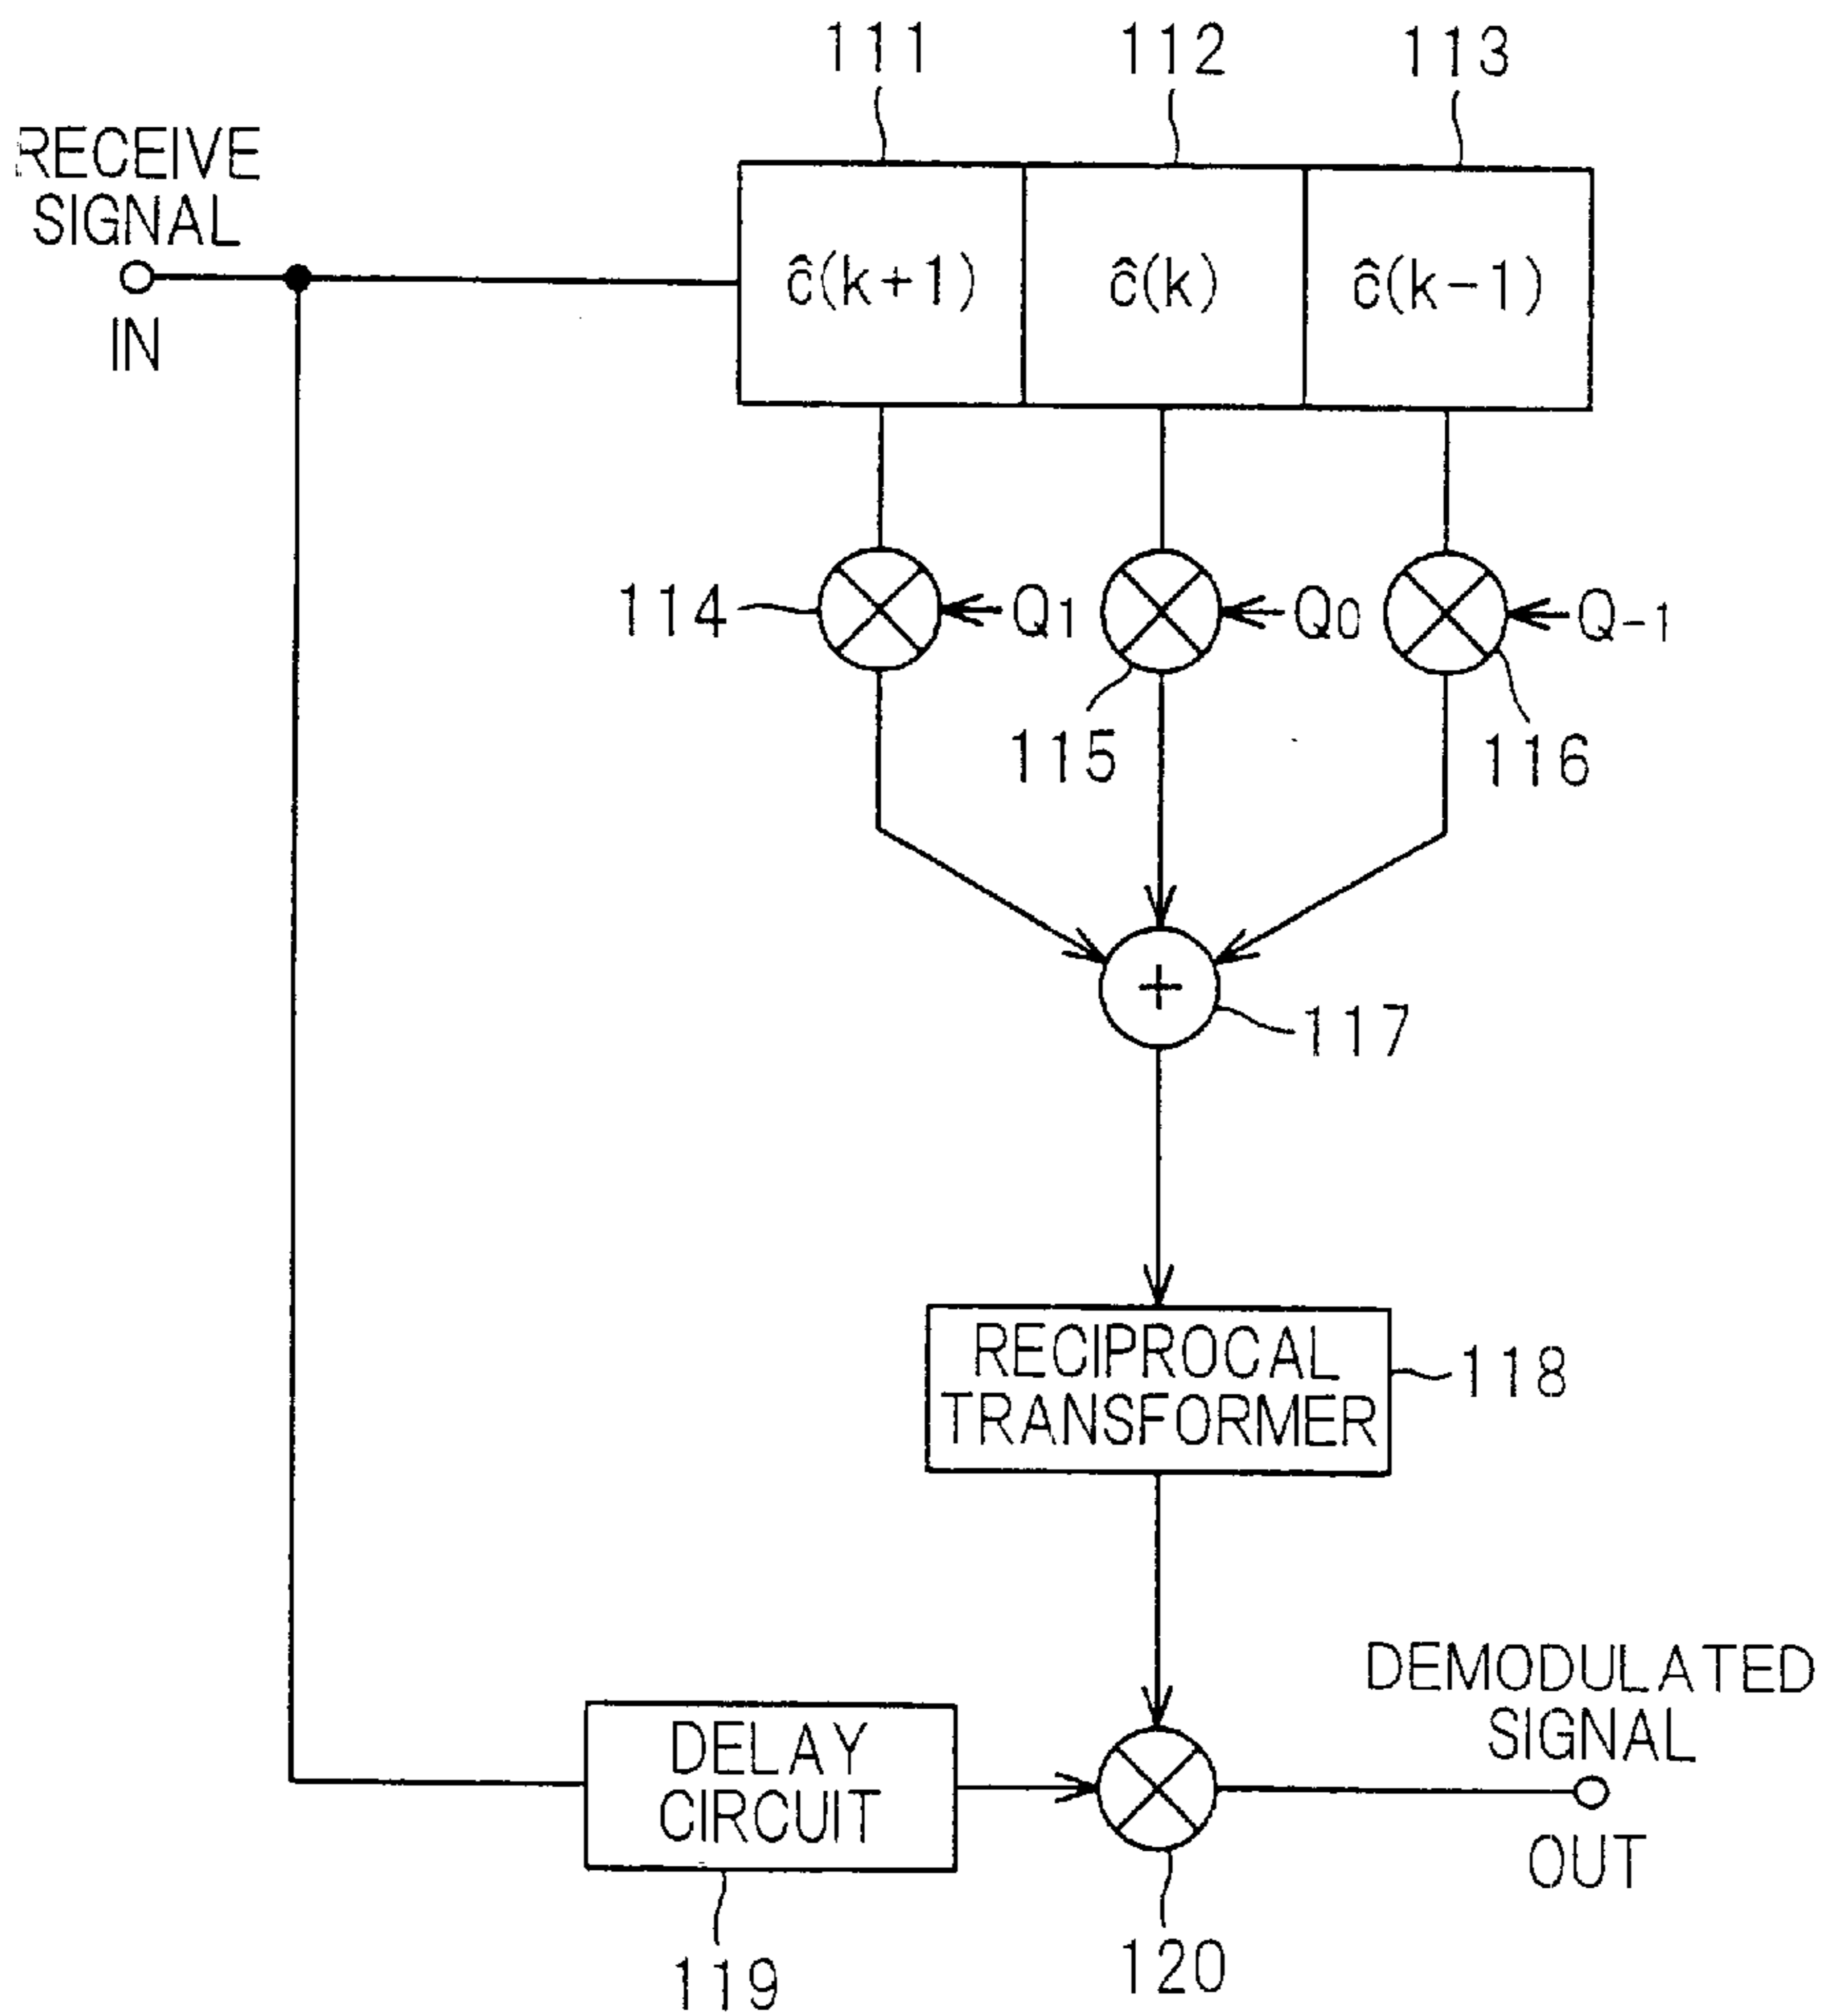 111 112 113
RECEIVE
SIGNAL
IN
ĉ(k+1) ĉ(k) ĉ(k-1)
114 Q1 Q0 Q-1
115 116
117
RECIPROCAL
TRANSFORMER
118
DEMODULATED
SIGNAL
OUT
DELAY
CIRCUIT
119 120